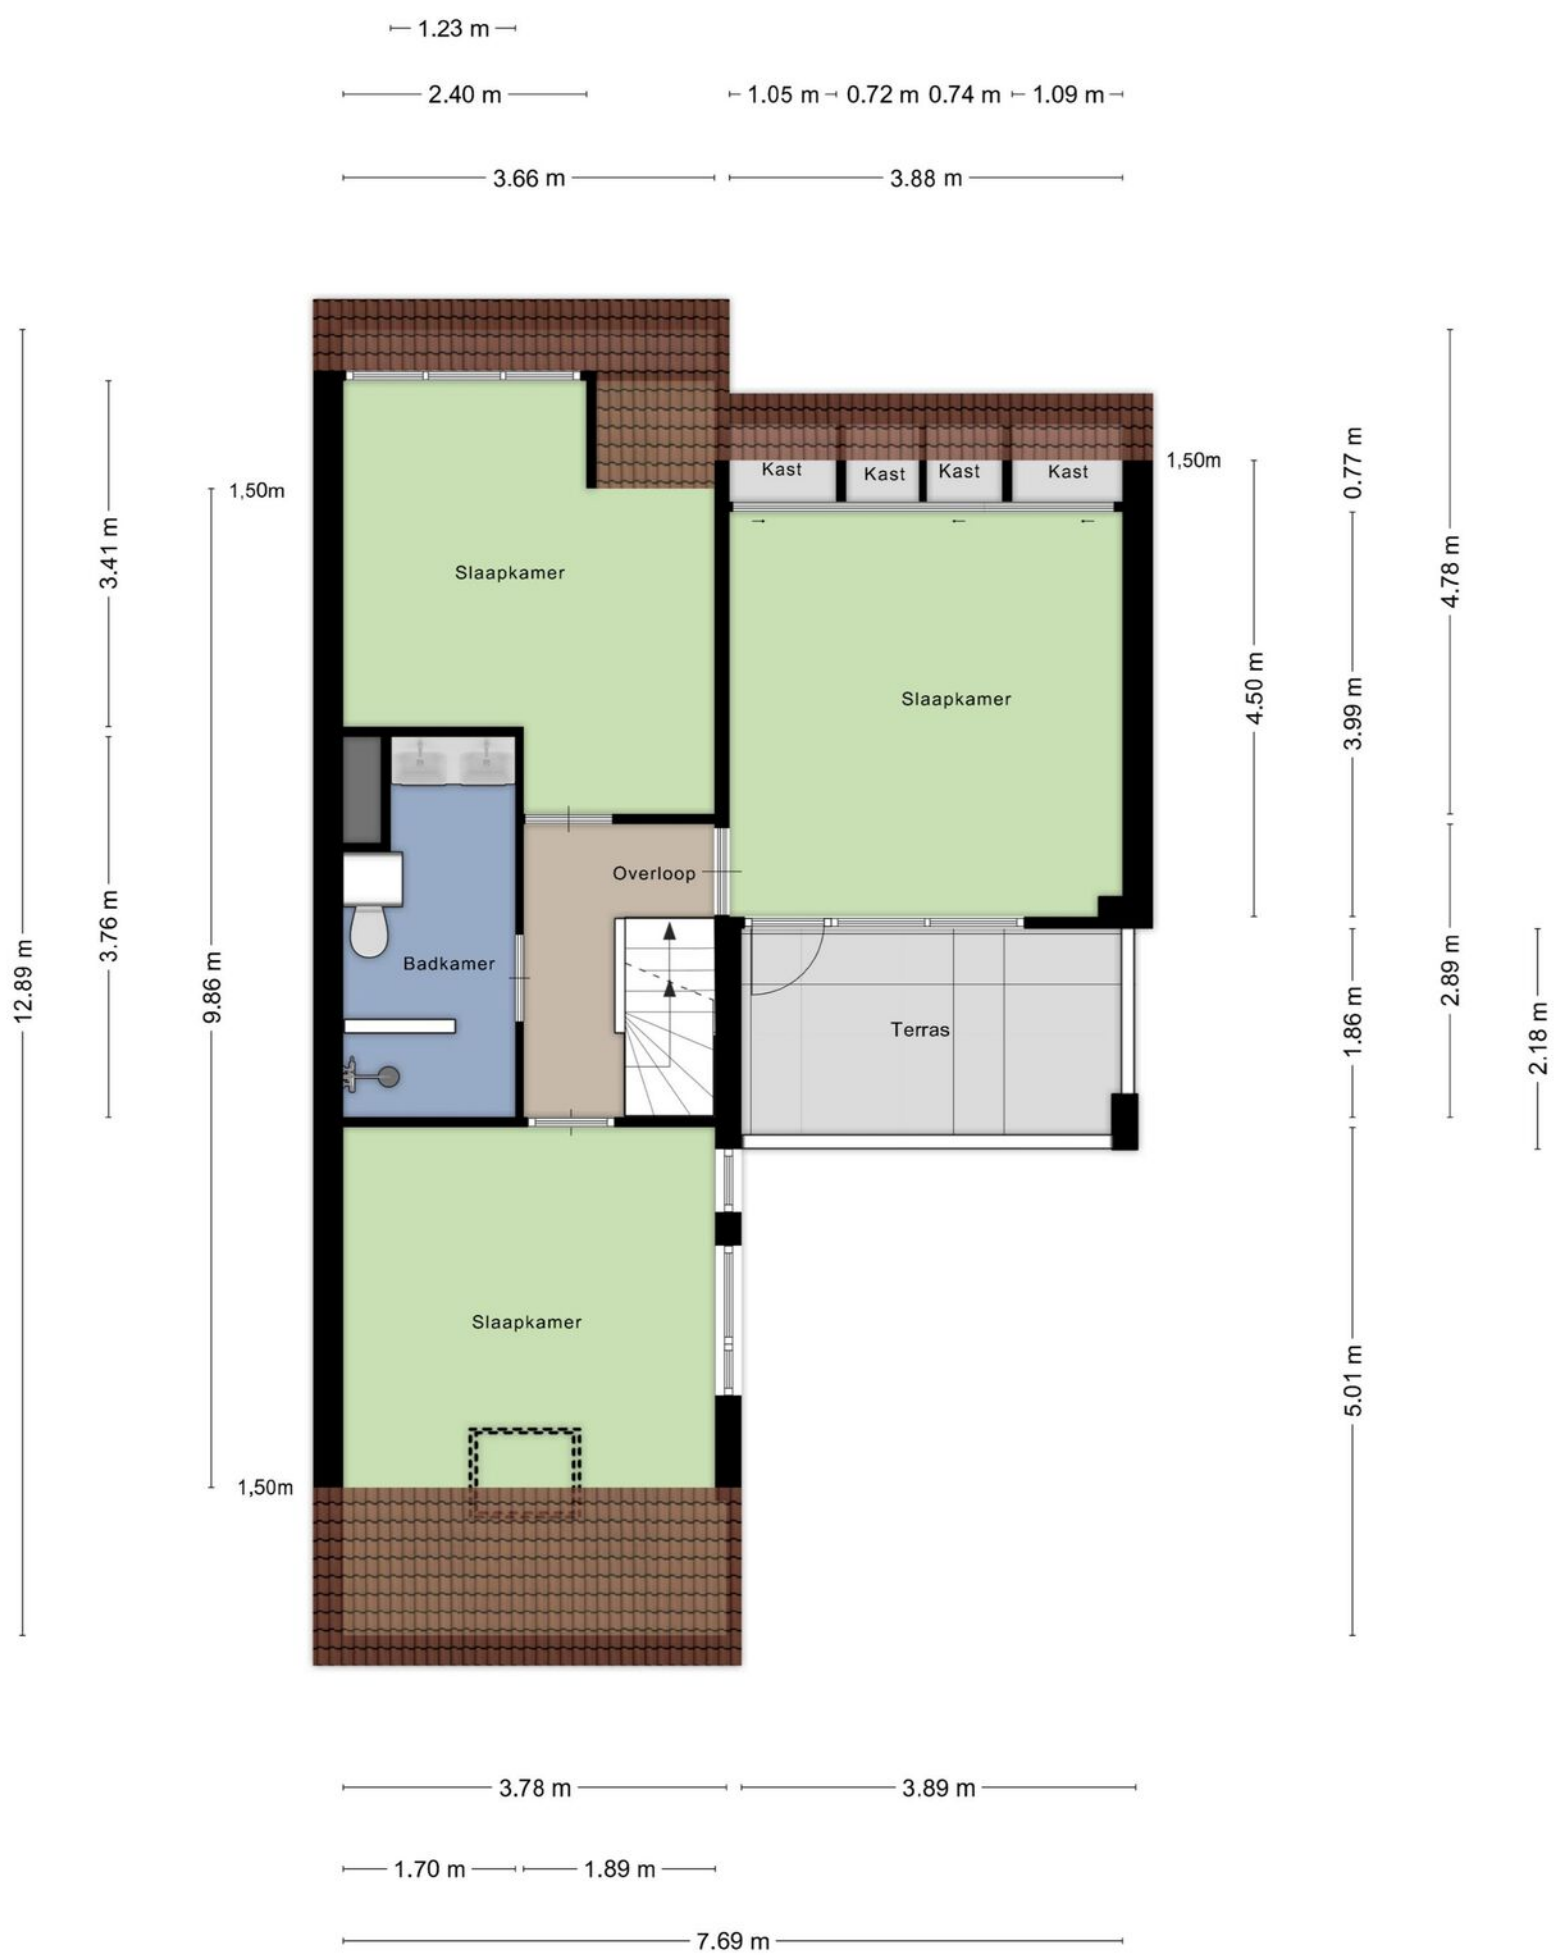 1.23 m
2.40 m
1.05 m
0.72 m
0.74 m
1.09 m
3.66 m
3.88 m
Kast
Kast
Kast
Kast
1,50m
1,50m
0.77 m
3.41 m
4.78 m
Slaapkamer
Slaapkamer
4.50 m
3.99 m
Overloop
3.76 m
Badkamer
12.89 m
9.86 m
Terras
1.86 m
2.89 m
2.18 m
Slaapkamer
5.01 m
1,50m
3.78 m
3.89 m
1.70 m
1.89 m
7.69 m